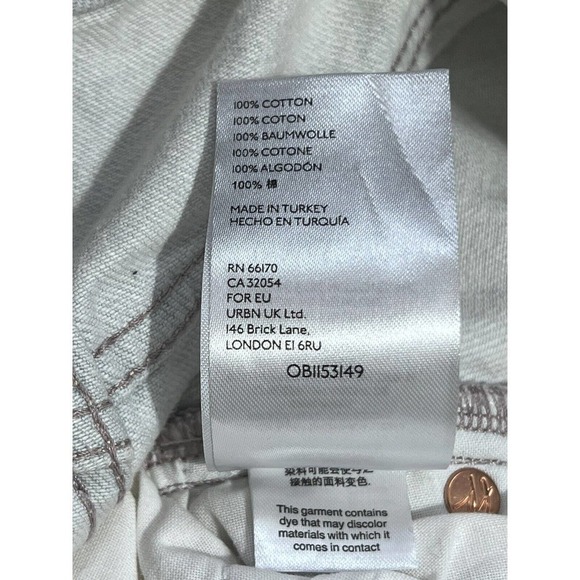 100% COTTON
100% COTON
100% BAUMWOLLE
100% COTONE
100% ALGODÓN
100% 棉
MADE IN TURKEY
HECHO EN TURQUÍA
RN 66170
CA 32054
FOR EU
URBN UK Ltd.
146 Brick Lane,
LONDON E1 6RU
OB1153149
接触的面料变色.
This garment contains
dye that may discolor
materials with which it
comes in contact